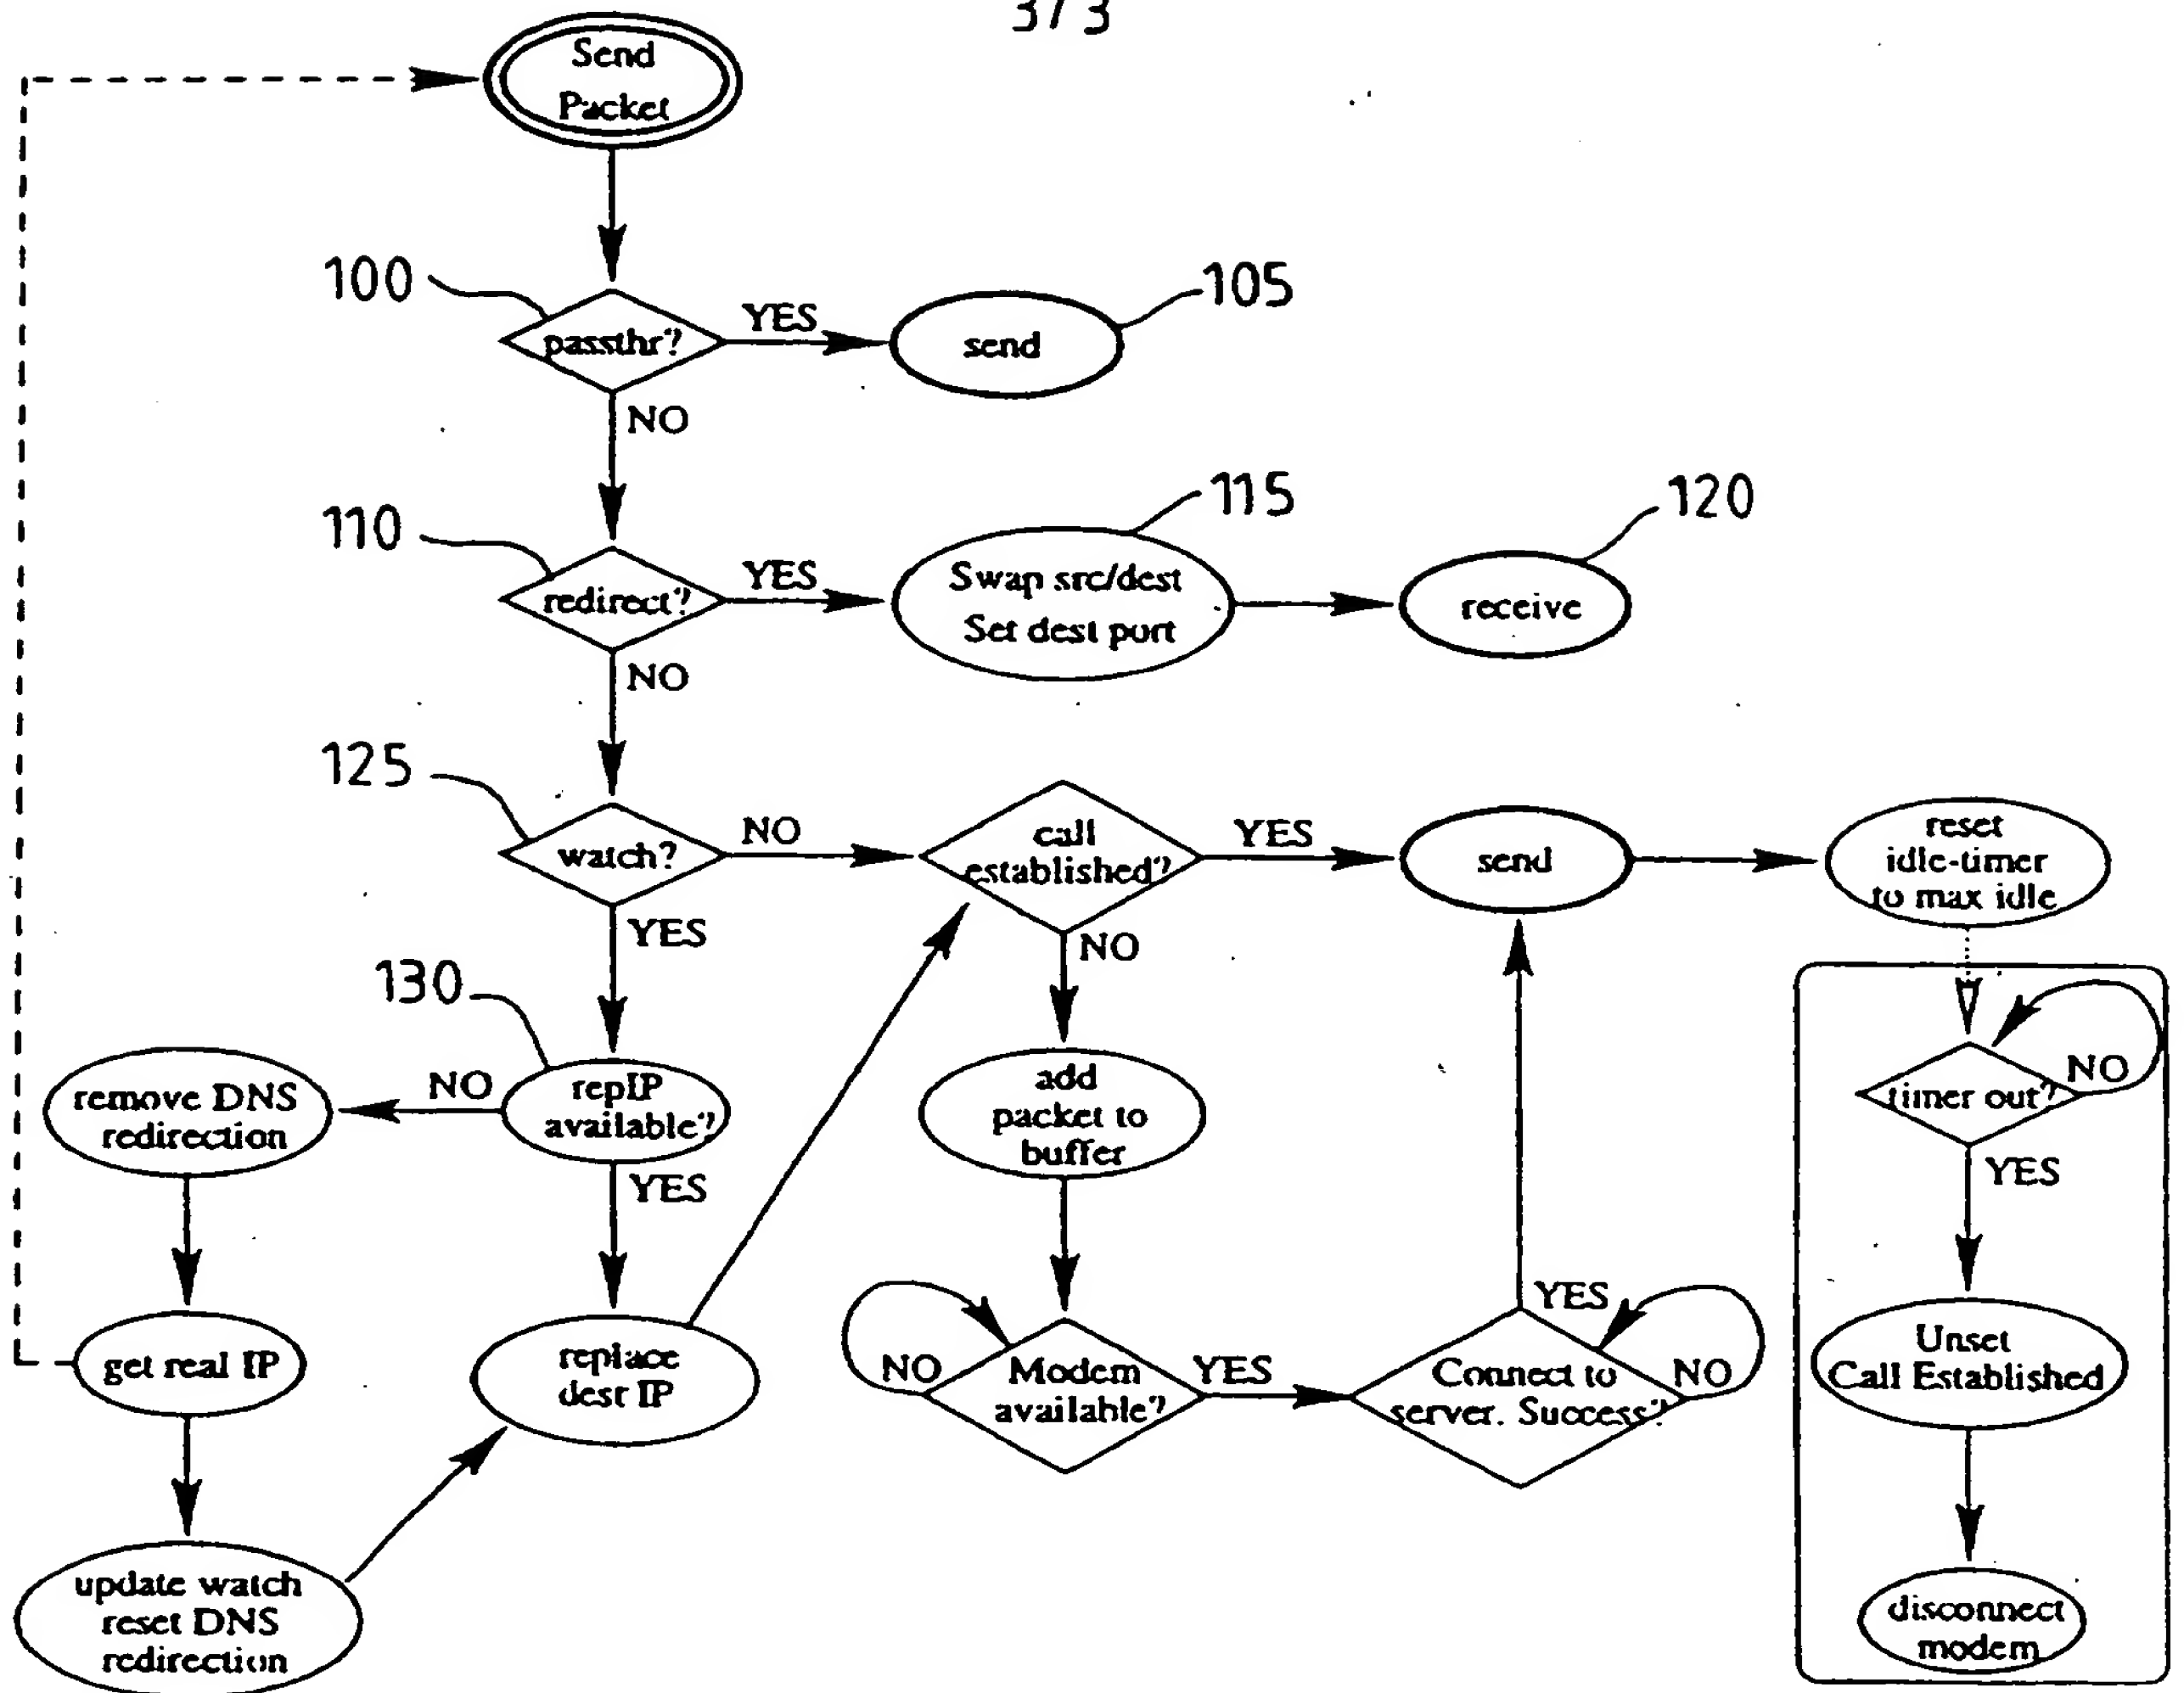 3/3
Send
Packet
100
passthr?
YES
send
105
NO
110
redirect?
YES
Swap src/dest
Set dest port
115
receive
120
NO
125
watch?
NO
call
established?
YES
send
reset
idle-timer
to max idle
YES
NO
130
repIP
available?
NO
remove DNS
redirection
add
packet to
buffer
timer out?
NO
YES
YES
get real IP
replace
dest IP
NO
Modem
available?
YES
Connect to
server. Success?
YES
NO
Unset
Call Established
update watch
reset DNS
redirection
disconnect
modem